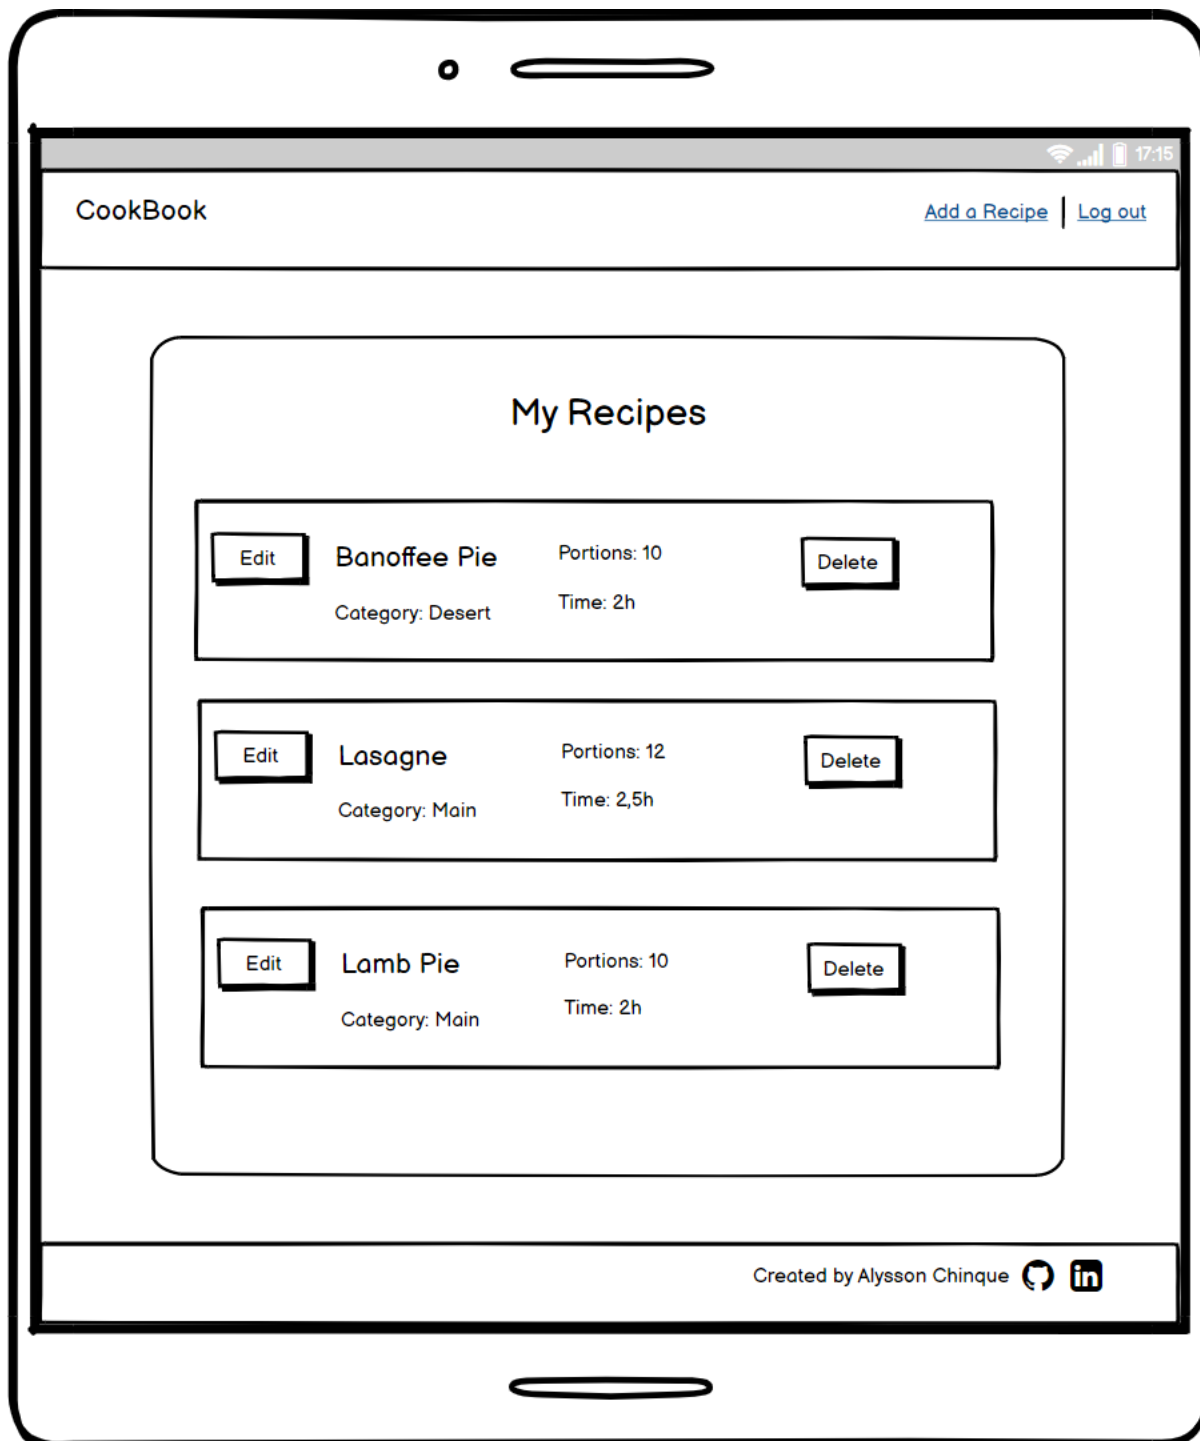 17:15
CookBook
Add a Recipe | Log out
My Recipes
Edit
Banoffee Pie
Portions: 10
Delete
Category: Desert
Time: 2h
Edit
Lasagne
Portions: 12
Delete
Category: Main
Time: 2,5h
Edit
Lamb Pie
Portions: 10
Delete
Category: Main
Time: 2h
Created by Alysson Chinque
in